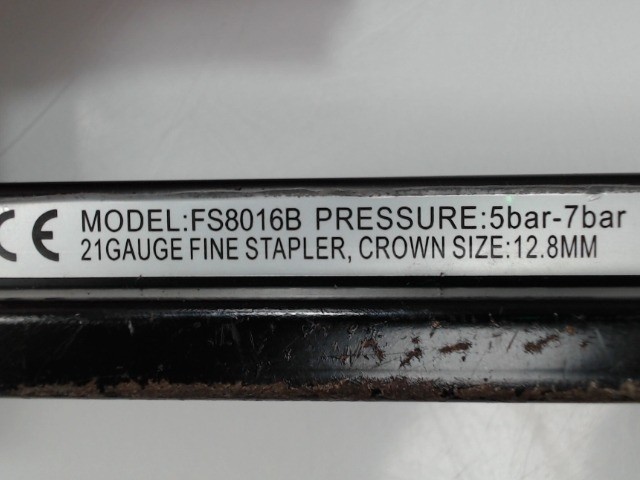 CE MODEL:FS8016B PRESSURE:5bar-7bar
21GAUGE FINE STAPLER, CROWN SIZE:12.8MM